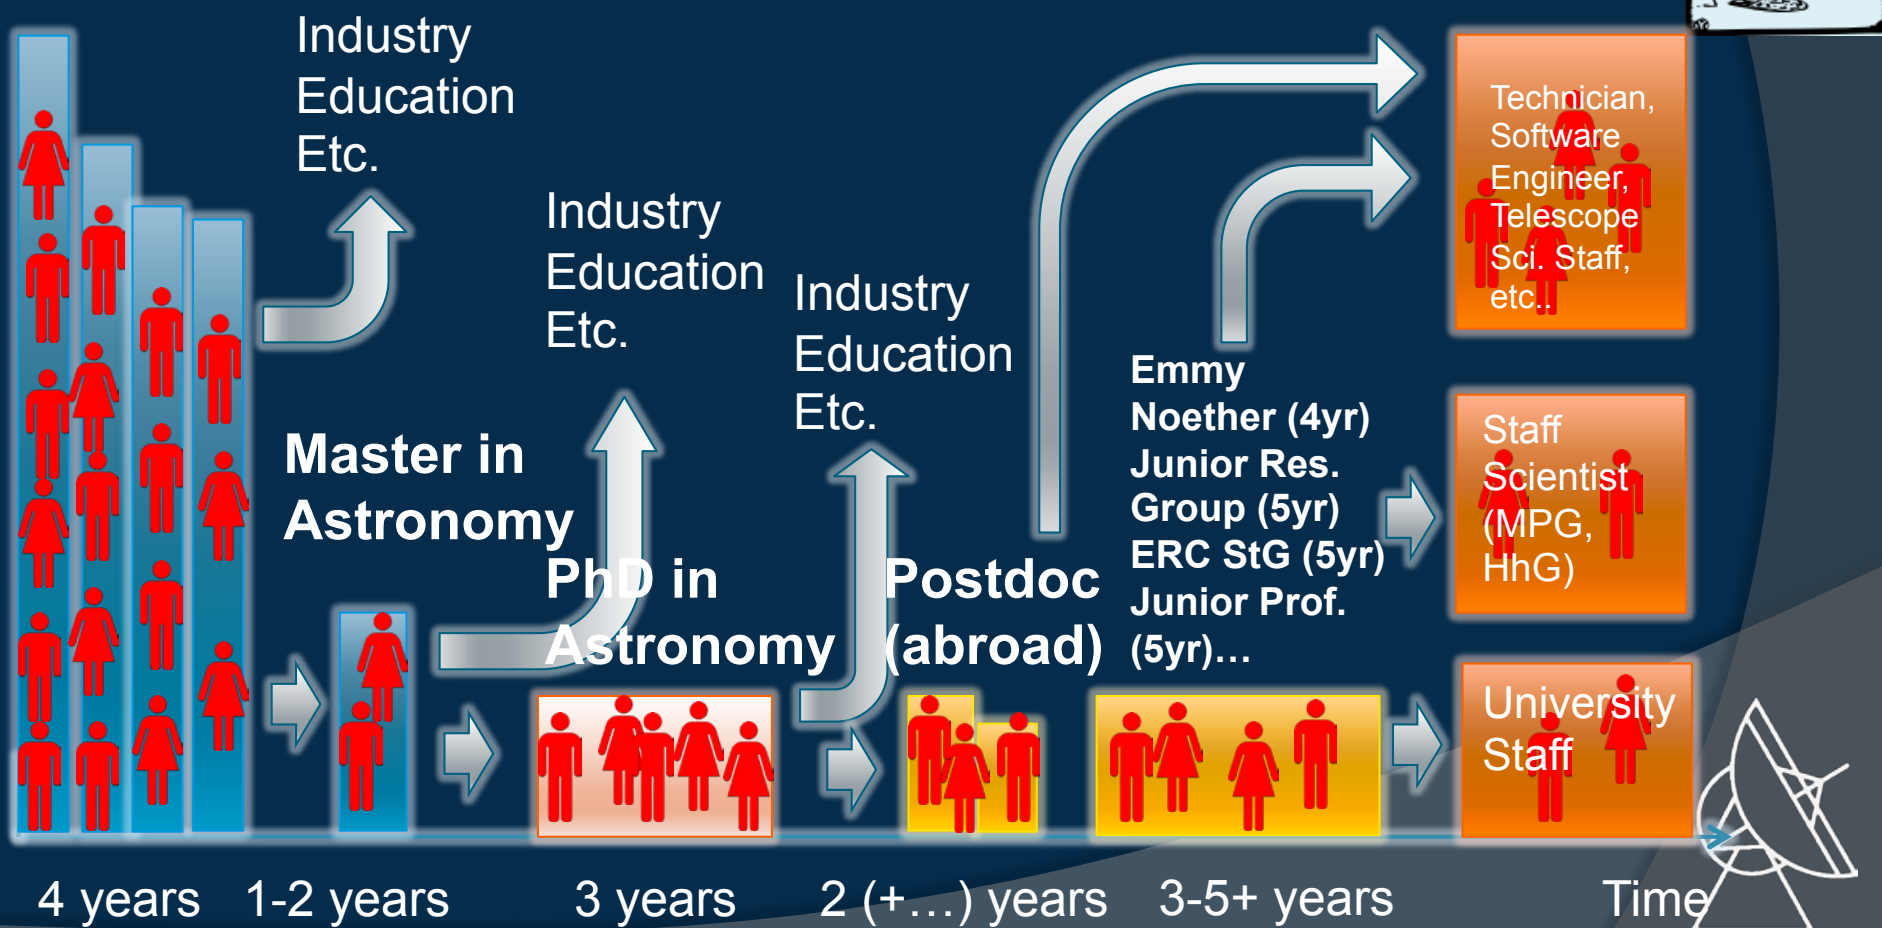 Industry
Education
Etc.
Industry
Education
Etc.
Industry
Education
Etc.
Master in
Astronomy
PhD in
Astronomy
Postdoc
(abroad)
Emmy
Noether (4yr)
Junior Res.
Group (5yr)
ERC StG (5yr)
Junior Prof.
(5yr)…
Technician,
Software
Engineer,
Telescope
Sci. Staff,
etc..
Staff
Scientist
(MPG,
HhG)
University
Staff
4 years
1-2 years
3 years
2 (+…) years
3-5+ years
Time